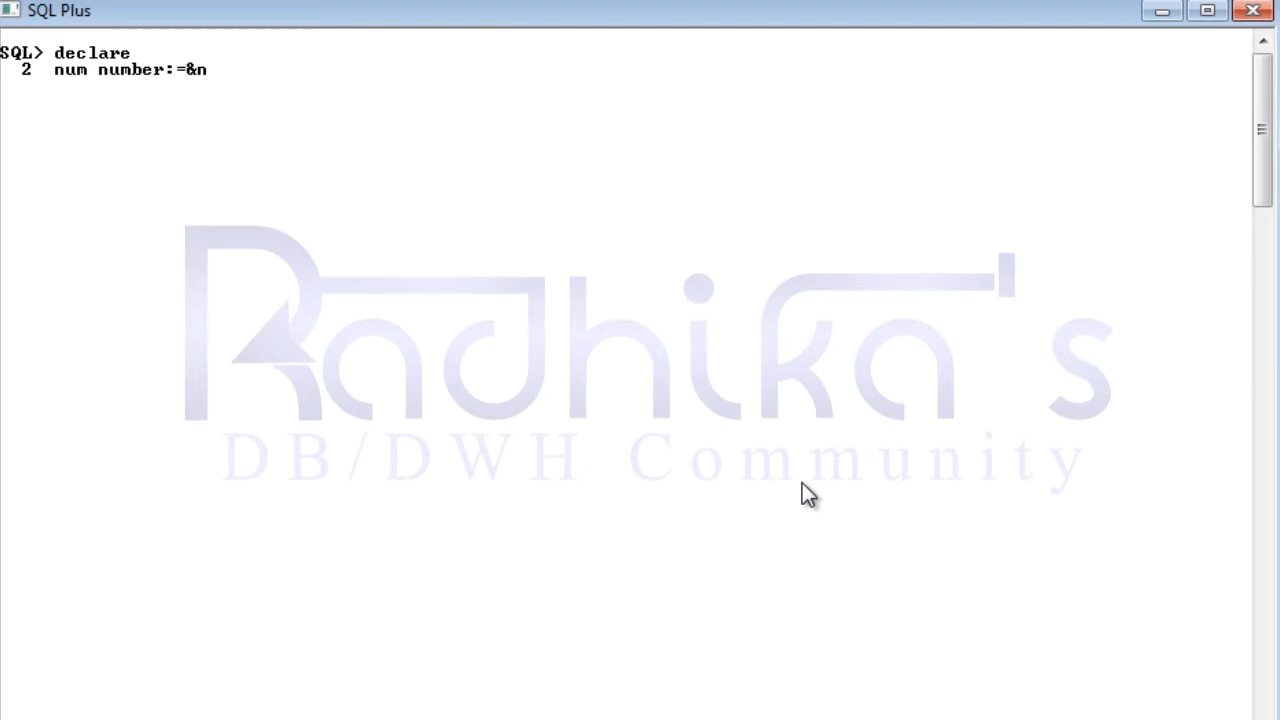 SQL Plus
SQL> declare
2 num number:=&n
Radhika's
DB/DWH Community